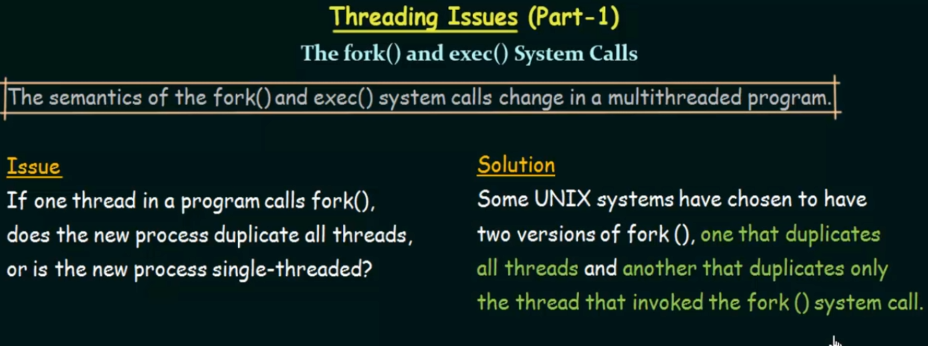 Threading Issues (Part-1)
The fork() and exec() System Calls
The semantics of the fork() and exec() system calls change in a multithreaded program.
Issue
If one thread in a program calls fork(),
does the new process duplicate all threads,
or is the new process single-threaded?
Solution
Some UNIX systems have chosen to have
two versions of fork (), one that duplicates
all threads and another that duplicates only
the thread that invoked the fork () system call.